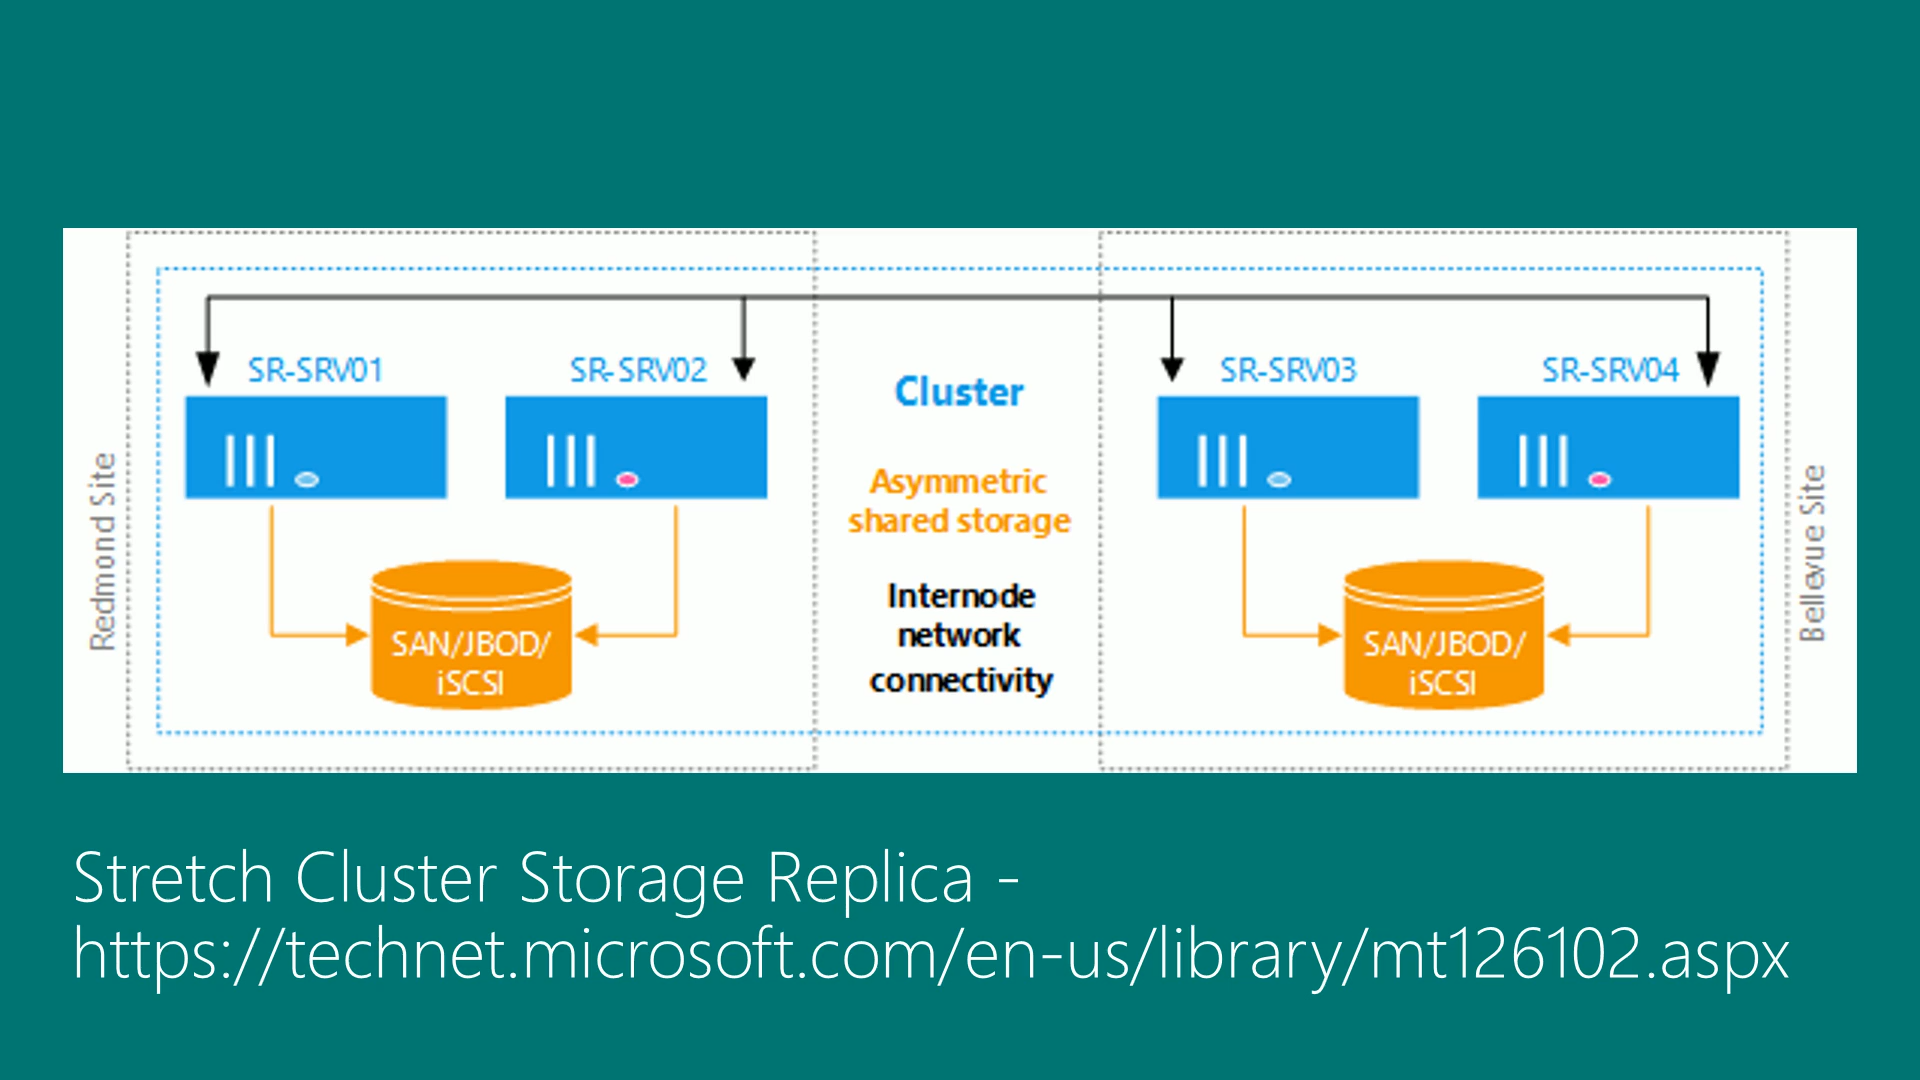 Redmond Site
SR-SRV01
SR-SRV02
SAN/JBOD/
iSCSI
Cluster
Asymmetric
shared storage
Internode
network
connectivity
SR-SRV03
SR-SRV04
SAN/JBOD/
iSCSI
Bellevue Site
Stretch Cluster Storage Replica -
https://technet.microsoft.com/en-us/library/mt126102.aspx